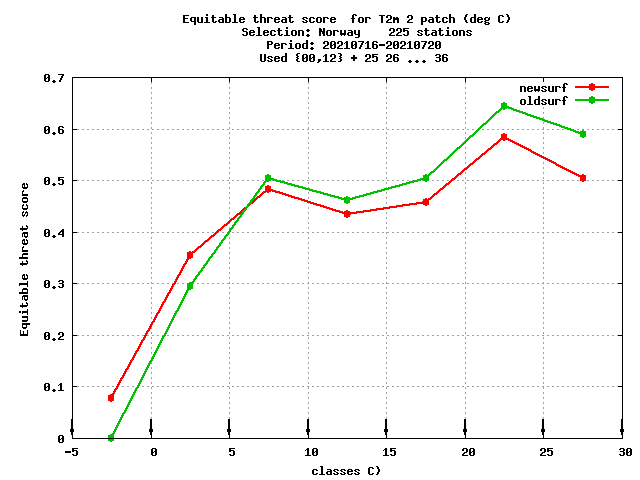 Equitable threat score  for T2m 2 patch (deg C)
Selection: Norway    225 stations
Period: 20210716-20210720
Used {00,12} + 25 26 ... 36
newsurf
oldsurf
Equitable threat score
0.7
0.6
0.5
0.4
0.3
0.2
0.1
0
-5 0 5 10 15 20 25 30
classes C)